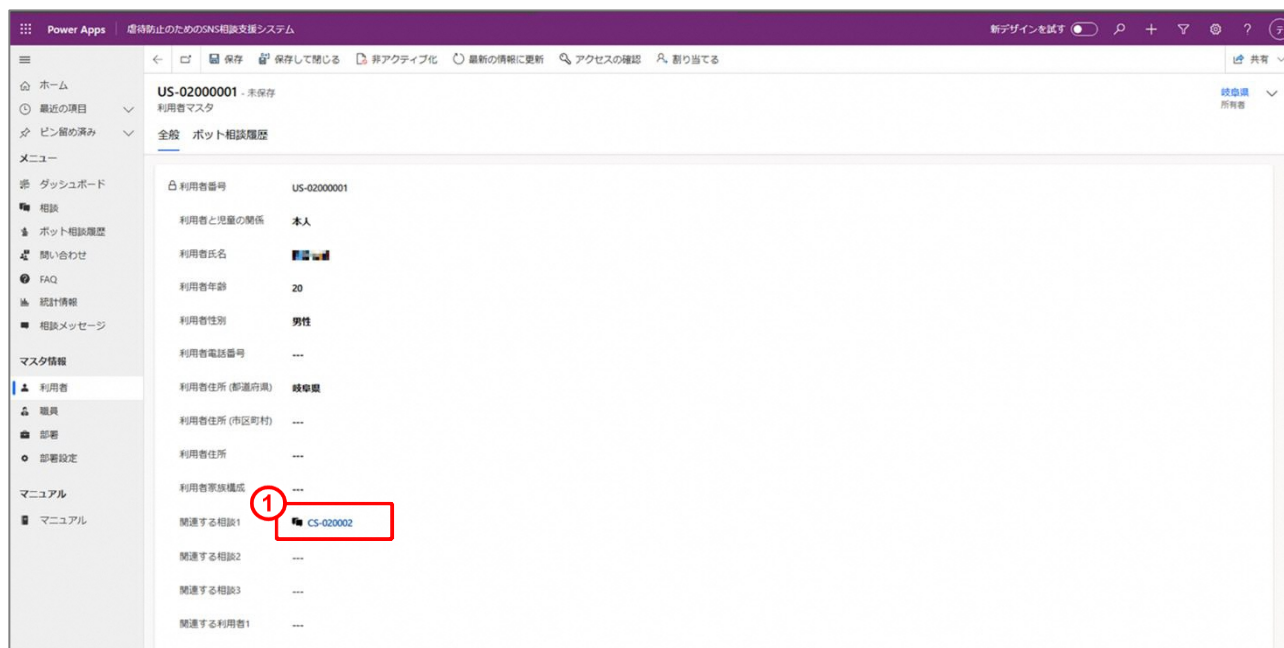 Power Apps 虐待防止のためのSNS相談支援システム 新デザインを試す
保存 保存して閉じる 非アクティブ化 最新の情報に更新 アクセスの確認 割り当てる 共有
ホーム
最近の項目
ピン留め済み
メニュー
ダッシュボード
相談
ボット相談履歴
問い合わせ
FAQ
統計情報
相談メッセージ
マスタ情報
利用者
職員
部署
部署設定
マニュアル
マニュアル
US-02000001 - 未保存
利用者マスタ
岐阜県
所有者
全般 ボット相談履歴
利用者番号 US-02000001
利用者と児童の関係 本人
利用者氏名
利用者年齢 20
利用者性別 男性
利用者電話番号 ---
利用者住所 (都道府県) 岐阜県
利用者住所 (市区町村) ---
利用者住所 ---
利用者家族構成 ---
①
関連する相談1 CS-020002
関連する相談2 ---
関連する相談3 ---
関連する利用者1 ---